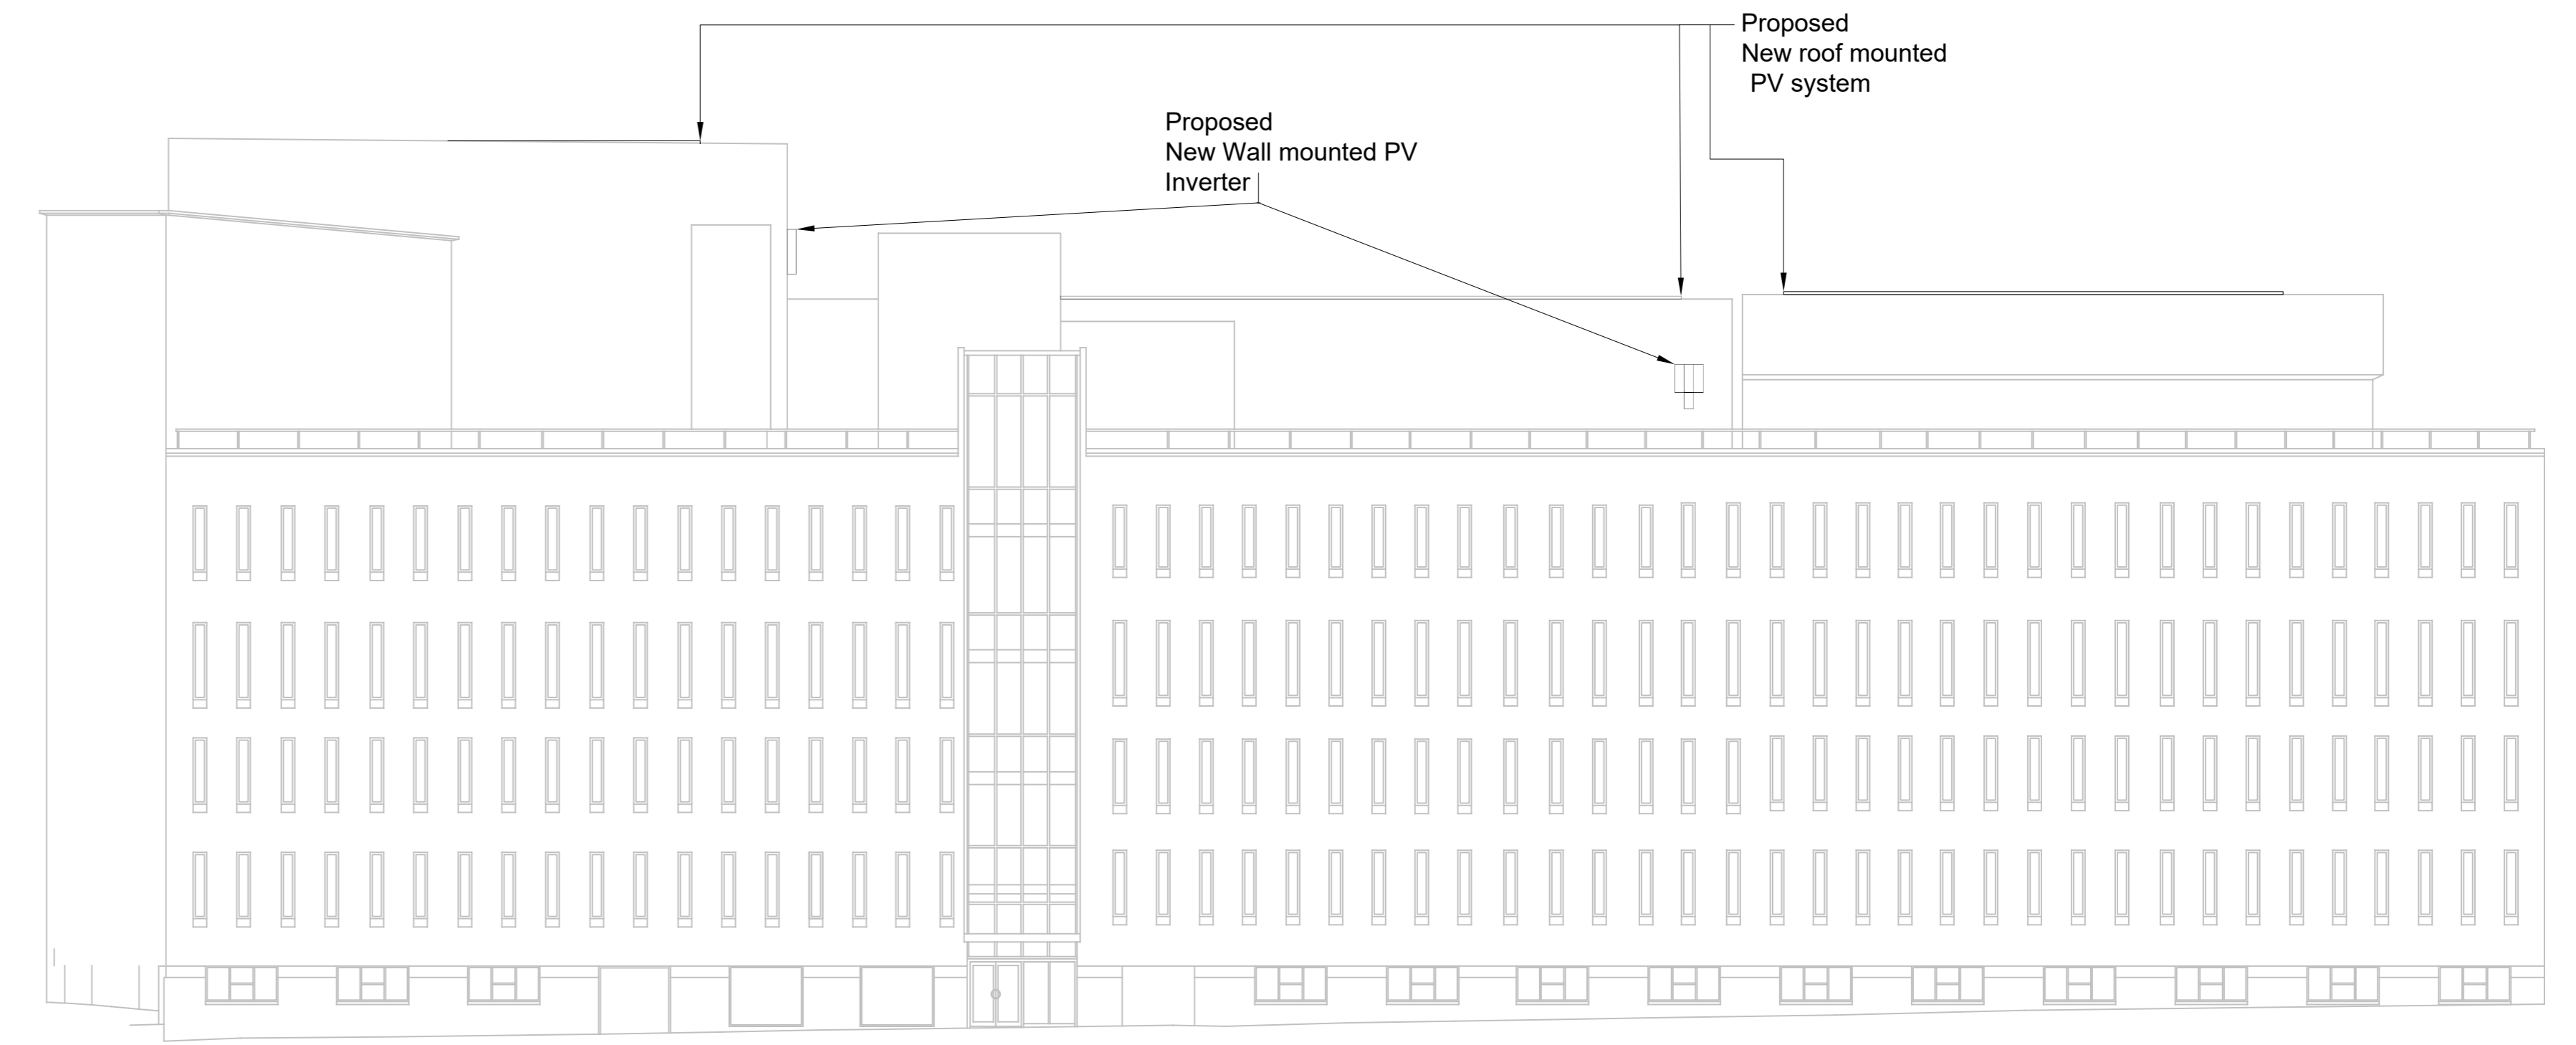 Proposed
New roof mounted
PV system
Proposed
New Wall mounted PV
Inverter